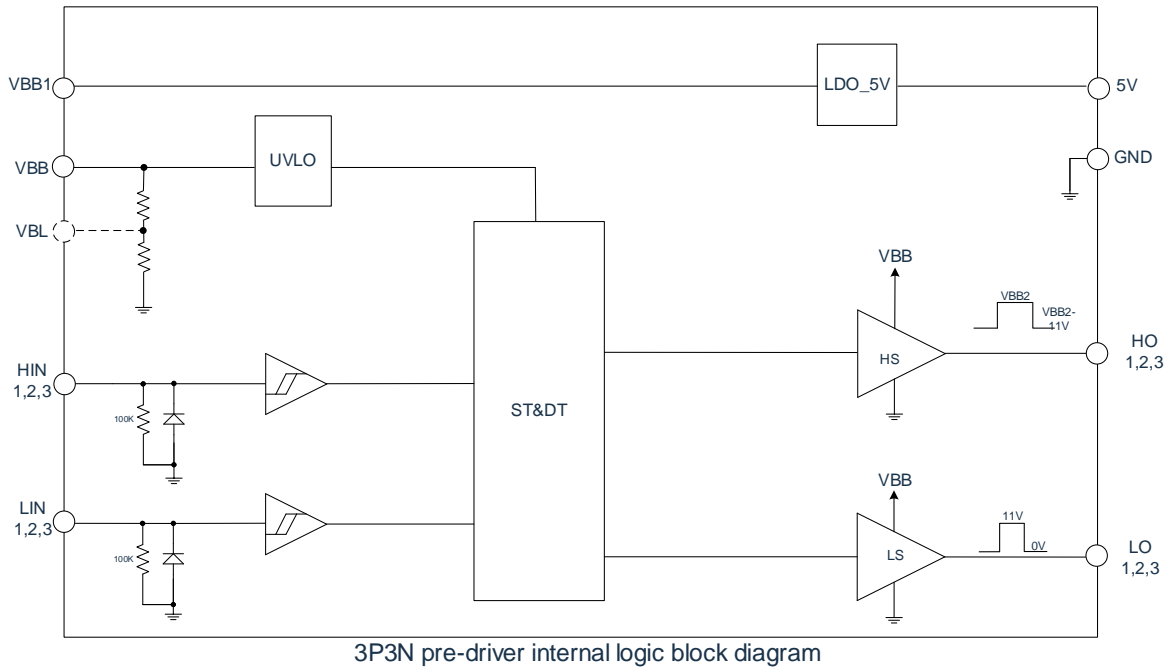 VBB1
LDO_5V
5V
VBB
UVLO
GND
VBL
VBB
VBB2
VBB2-
11V
HIN
1,2,3
100K
HS
HO
1,2,3
ST&DT
LIN
1,2,3
100K
VBB
11V
0V
LS
LO
1,2,3
3P3N pre-driver internal logic block diagram